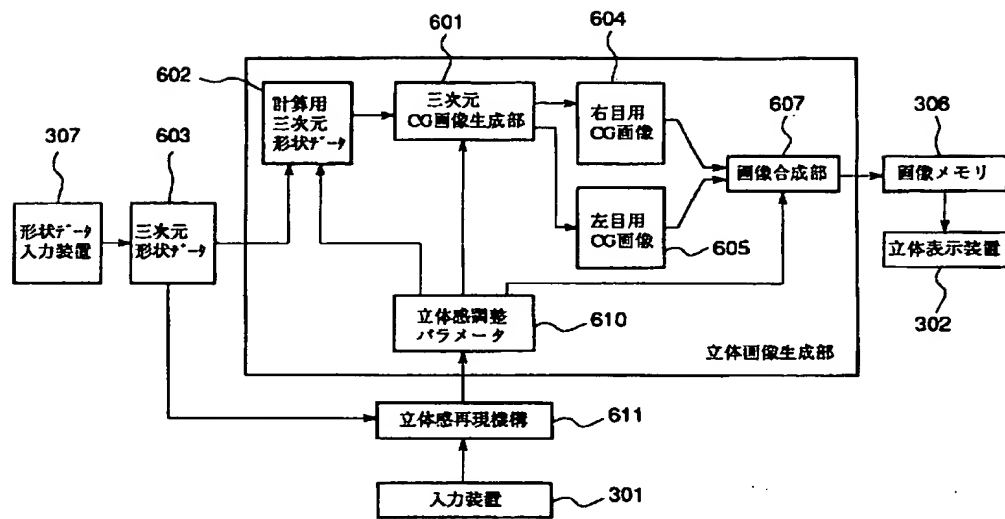 601
604
602
607
306
307
603
計算用
三次元
形状データ
三次元
CG画像生成部
右目用
CG画像
画像合成部
画像メモリ
形状データ
入力装置
三次元
形状データ
左目用
CG画像
605
立体表示装置
302
立体感調整
パラメータ
610
立体画像生成部
立体感再現機構
611
入力装置
301